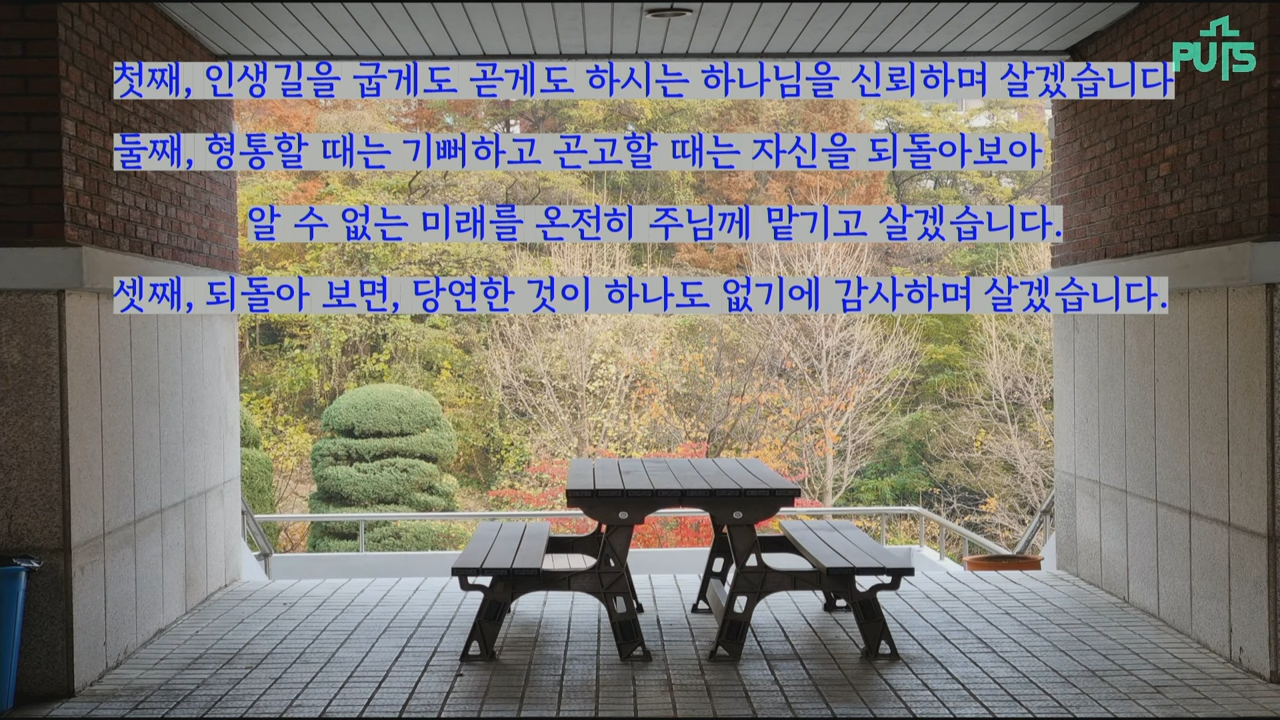 PUTS
첫째, 인생길을 굽게도 곧게도 하시는 하나님을 신뢰하며 살겠습니다
둘째, 형통할 때는 기뻐하고 곤고할 때는 자신을 되돌아보아
알 수 없는 미래를 온전히 주님께 맡기고 살겠습니다.
셋째, 되돌아 보면, 당연한 것이 하나도 없기에 감사하며 살겠습니다.